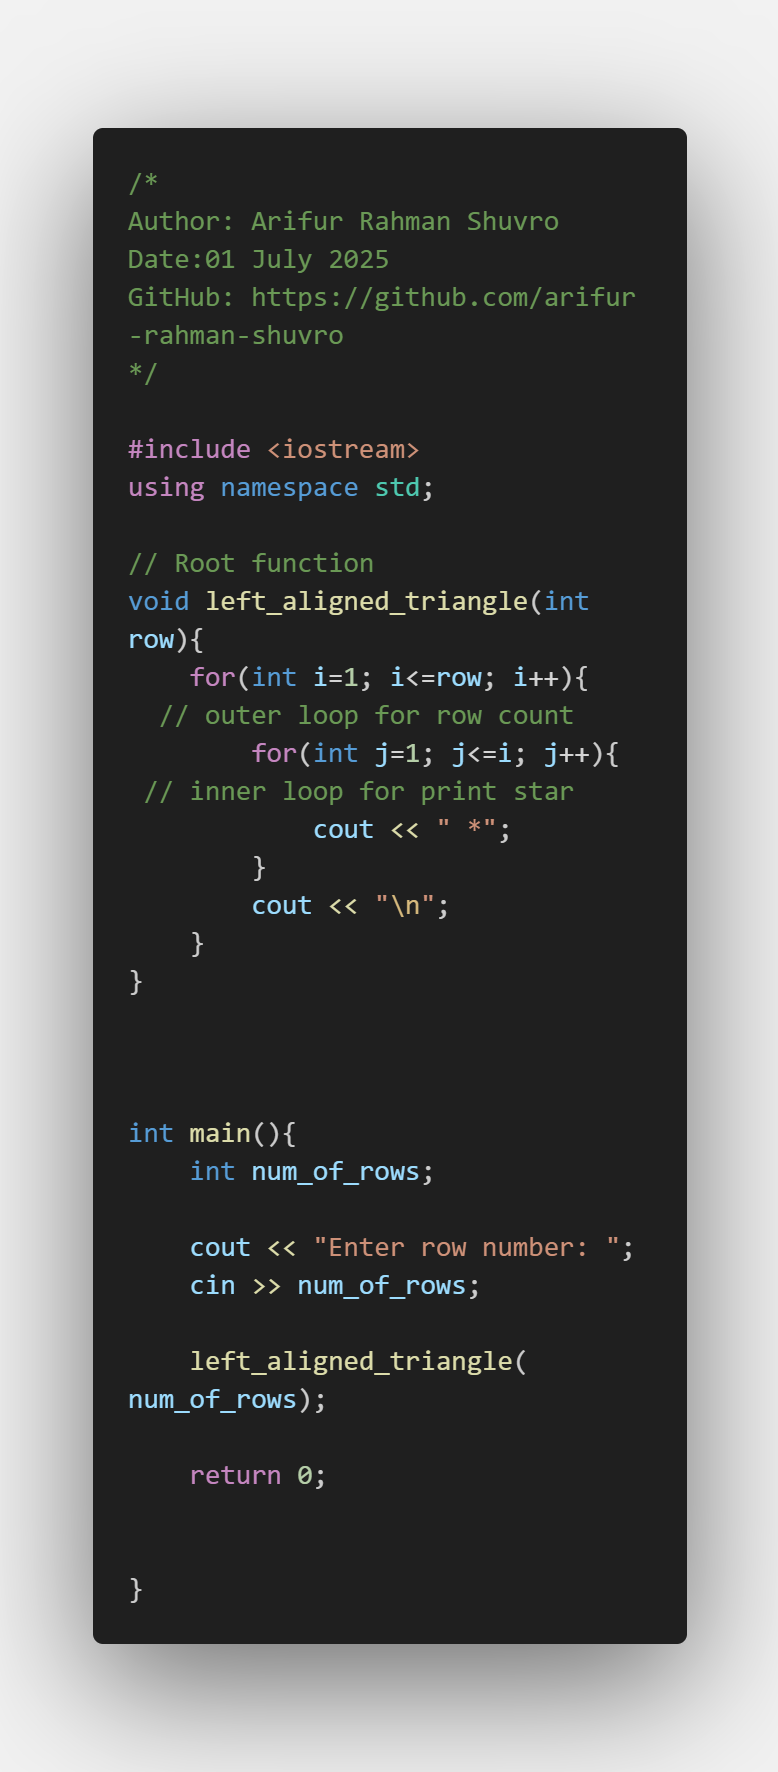 /*
Author: Arifur Rahman Shuvro
Date:01 July 2025
GitHub: https://github.com/arifur
-rahman-shuvro
*/

#include <iostream>
using namespace std;

// Root function
void left_aligned_triangle(int
row){
    for(int i=1; i<=row; i++){
  // outer loop for row count
        for(int j=1; j<=i; j++){
 // inner loop for print star
            cout << " *";
        }
        cout << "\n";
    }
}

int main(){
    int num_of_rows;

    cout << "Enter row number: ";
    cin >> num_of_rows;

    left_aligned_triangle(
num_of_rows);

    return 0;

}